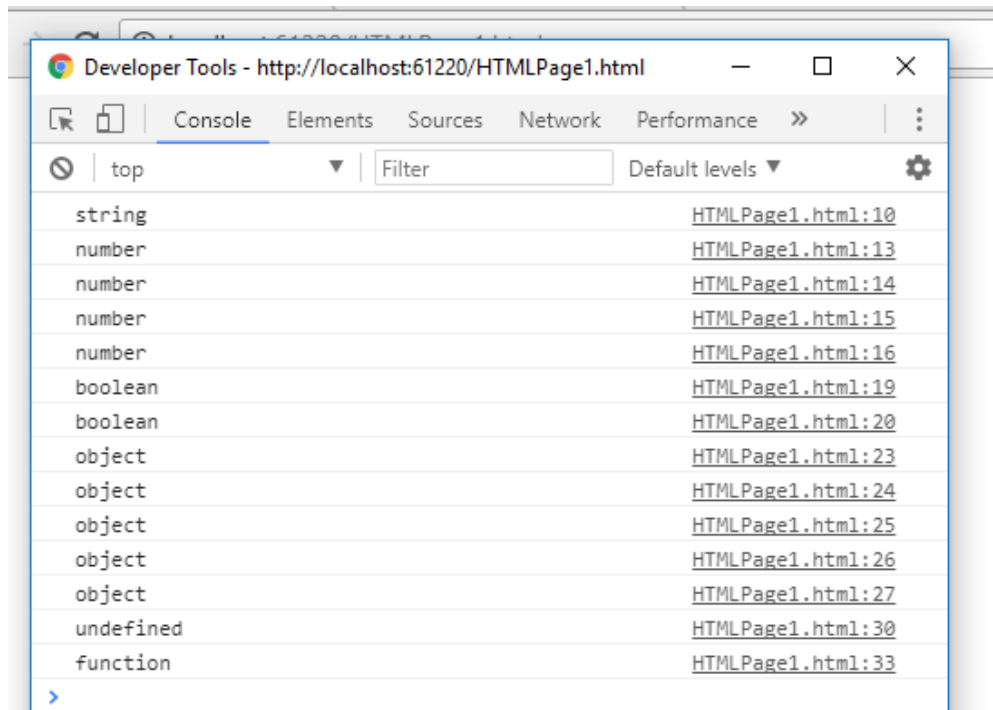 Developer Tools - http://localhost:61220/HTMLPage1.html
Console Elements Sources Network Performance »
top Filter Default levels
string HTMLPage1.html:10
number HTMLPage1.html:13
number HTMLPage1.html:14
number HTMLPage1.html:15
number HTMLPage1.html:16
boolean HTMLPage1.html:19
boolean HTMLPage1.html:20
object HTMLPage1.html:23
object HTMLPage1.html:24
object HTMLPage1.html:25
object HTMLPage1.html:26
object HTMLPage1.html:27
undefined HTMLPage1.html:30
function HTMLPage1.html:33
>